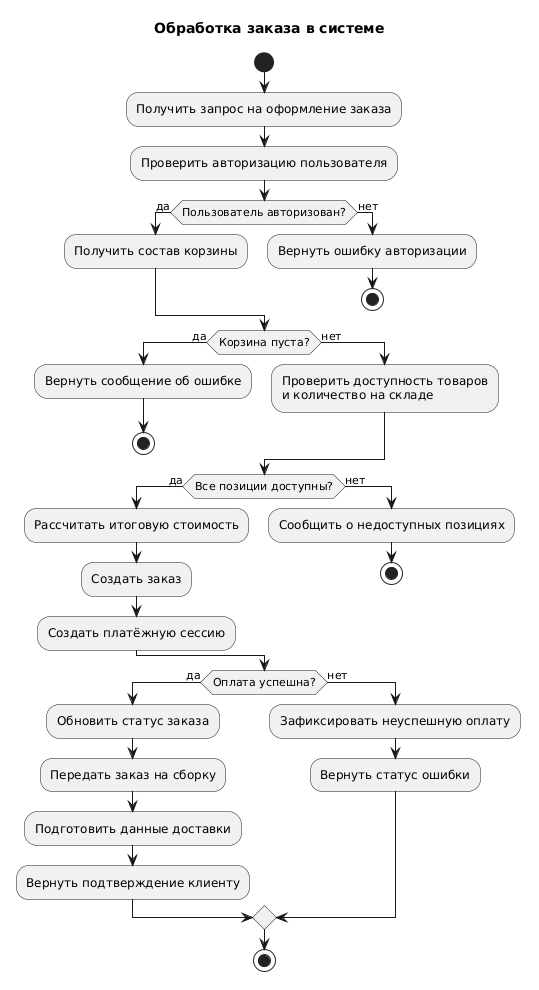 Обработка заказа в системе
Получить запрос на оформление заказа
Проверить авторизацию пользователя
да
Пользователь авторизован?
нет
Получить состав корзины
Вернуть ошибку авторизации
да
Корзина пуста?
нет
Вернуть сообщение об ошибке
Проверить доступность товаров
и количество на складе
да
Все позиции доступны?
нет
Рассчитать итоговую стоимость
Сообщить о недоступных позициях
Создать заказ
Создать платёжную сессию
да
Оплата успешна?
нет
Обновить статус заказа
Зафиксировать неуспешную оплату
Передать заказ на сборку
Вернуть статус ошибки
Подготовить данные доставки
Вернуть подтверждение клиенту